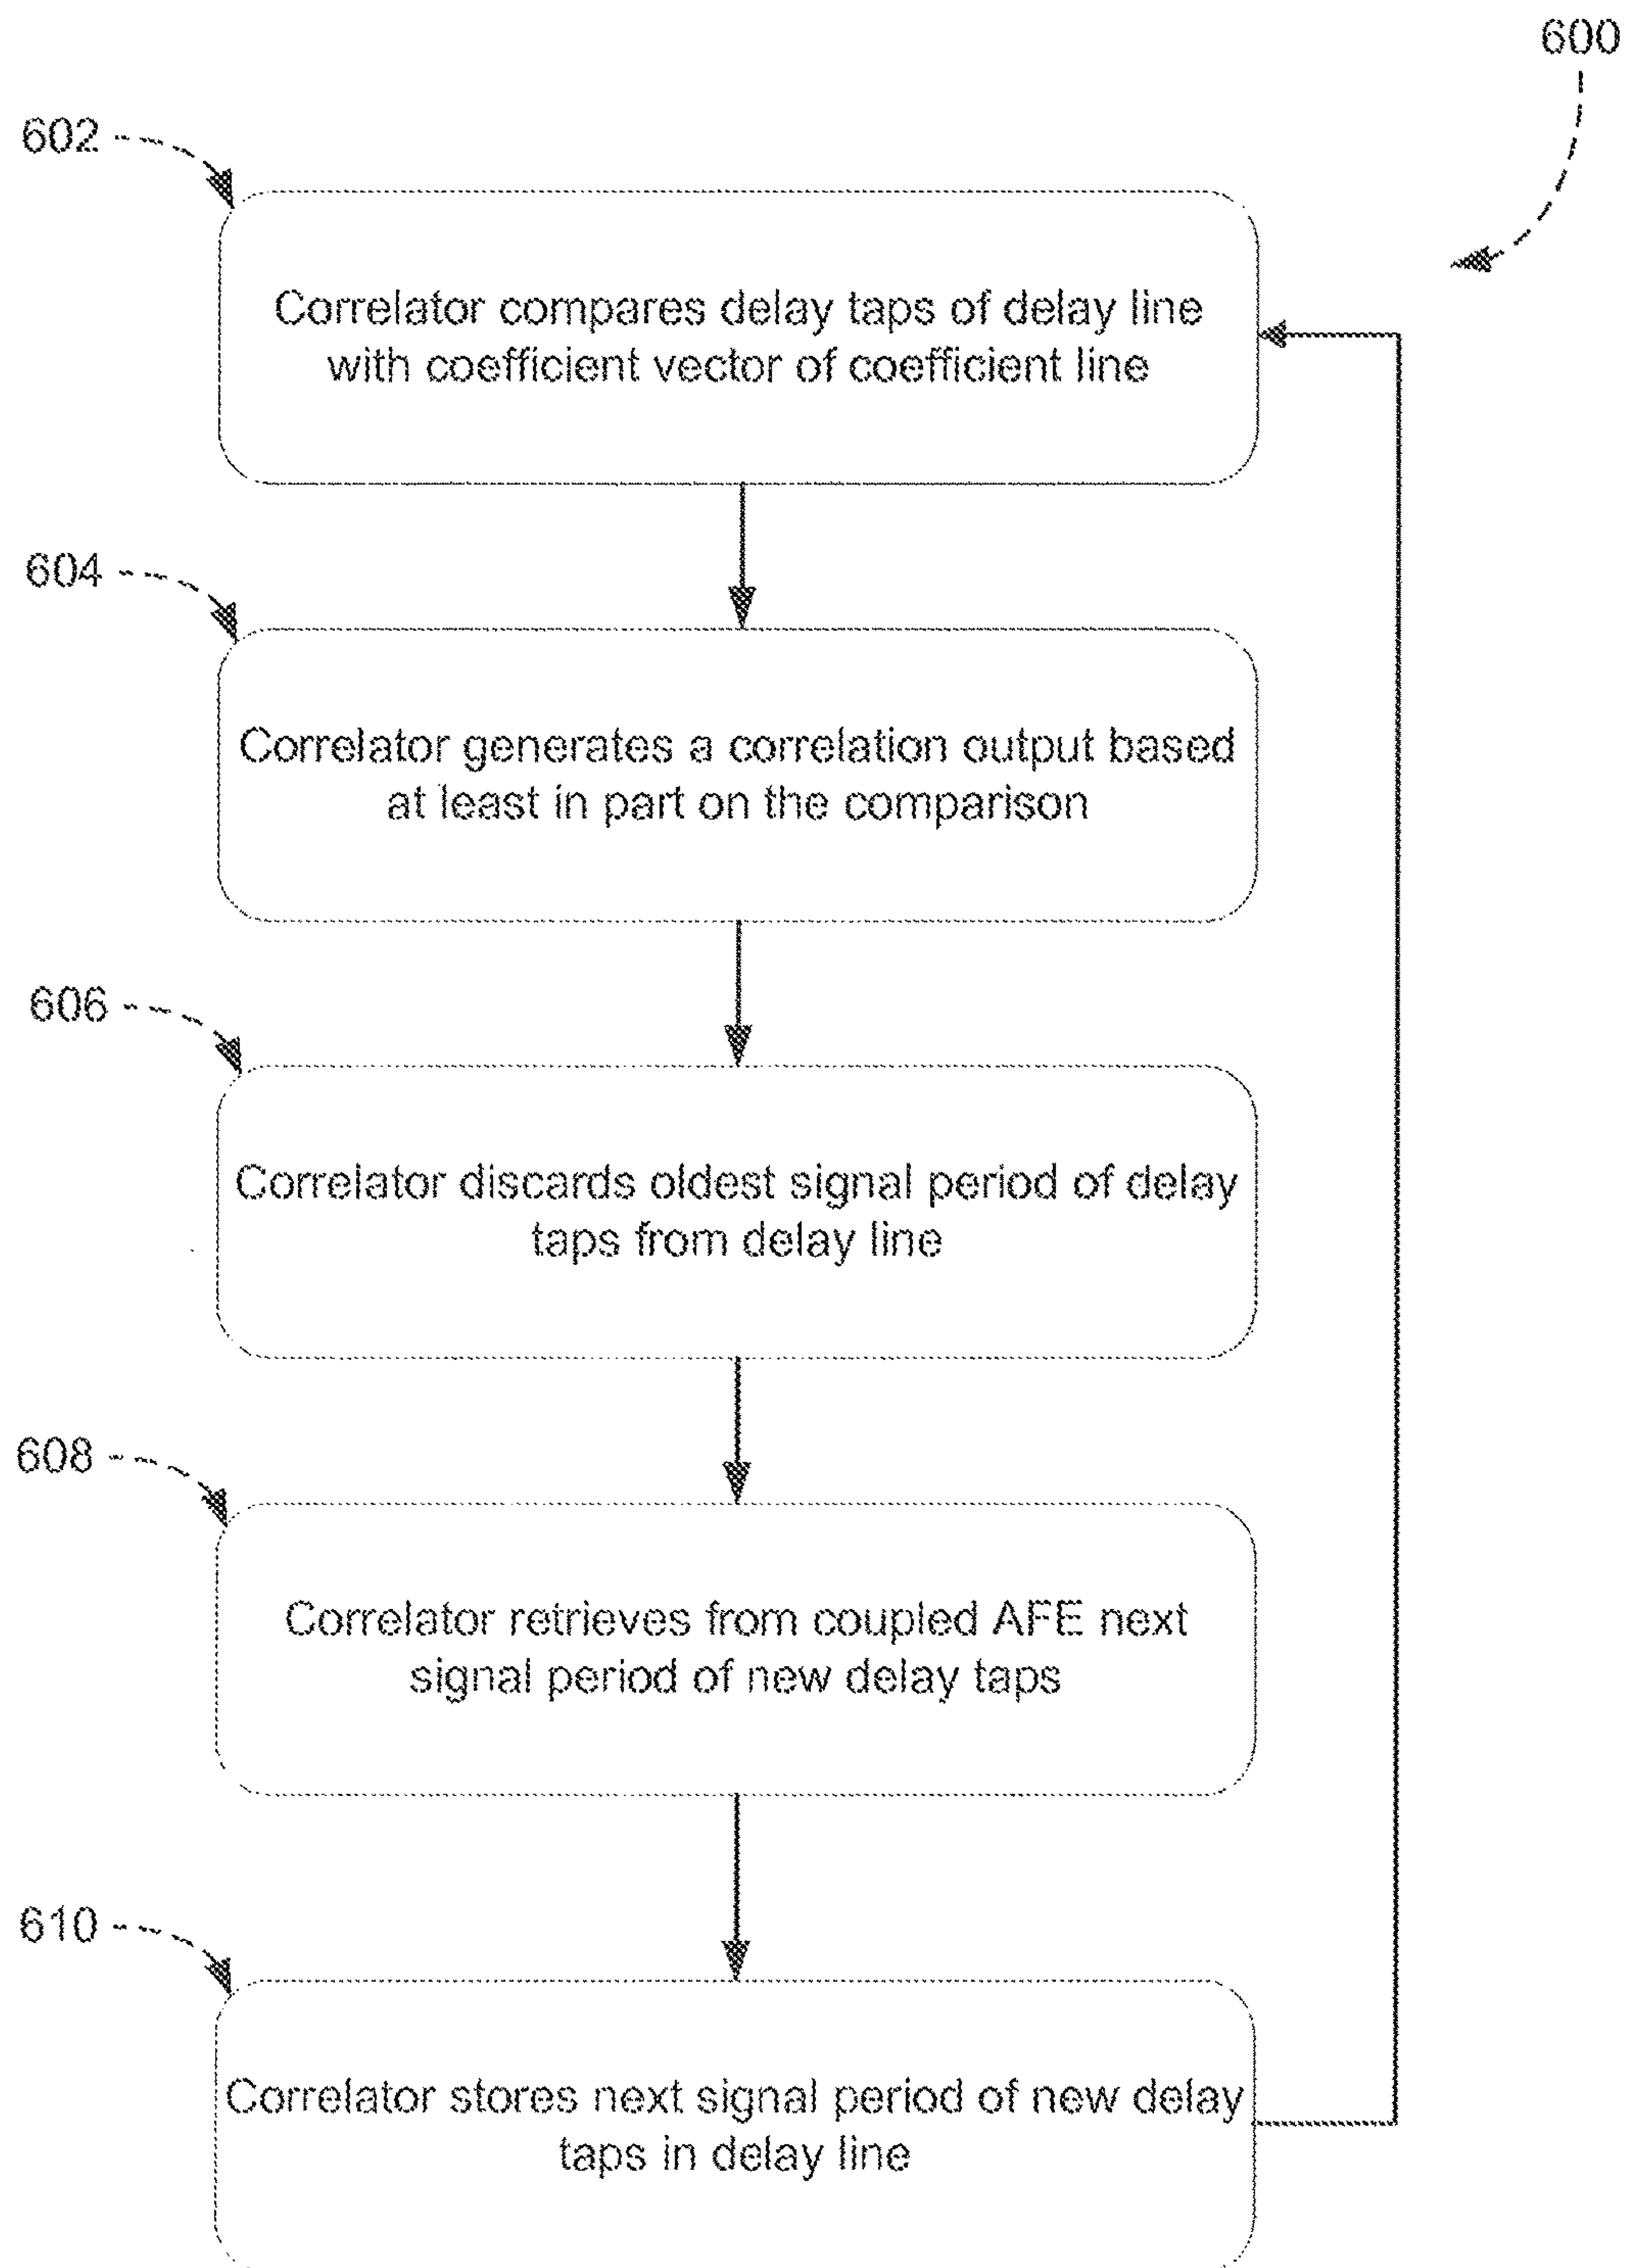 600
602
Correlator compares delay taps of delay line
with coefficient vector of coefficient line
604
Correlator generates a correlation output based
at least in part on the comparison
606
Correlator discards oldest signal period of delay
taps from delay line
608
Correlator retrieves from coupled AFE next
signal period of new delay taps
610
Correlator stores next signal period of new delay
taps in delay line